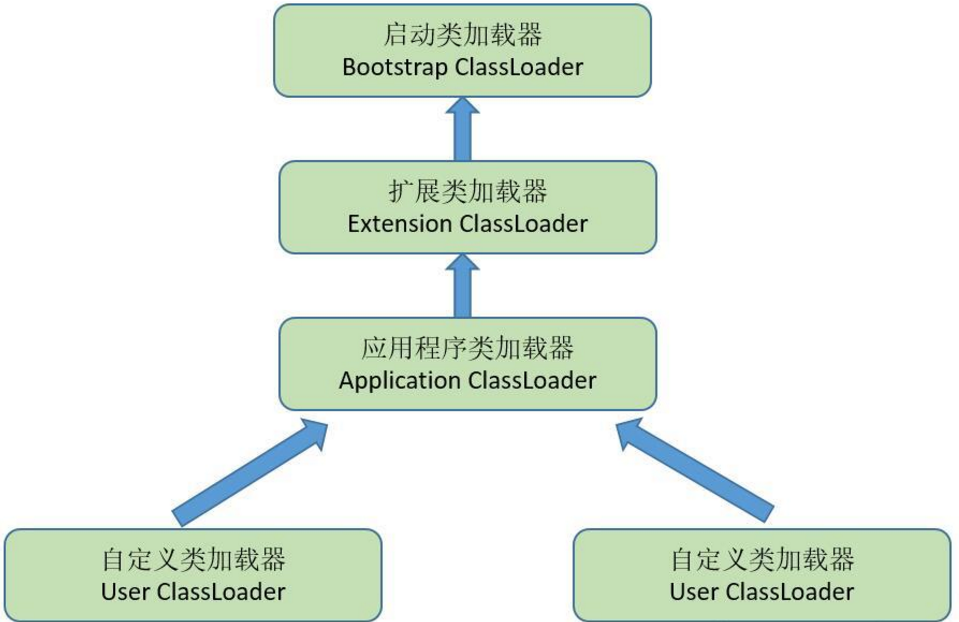 启动类加载器
Bootstrap ClassLoader
扩展类加载器
Extension ClassLoader
应用程序类加载器
Application ClassLoader
自定义类加载器
User ClassLoader
自定义类加载器
User ClassLoader